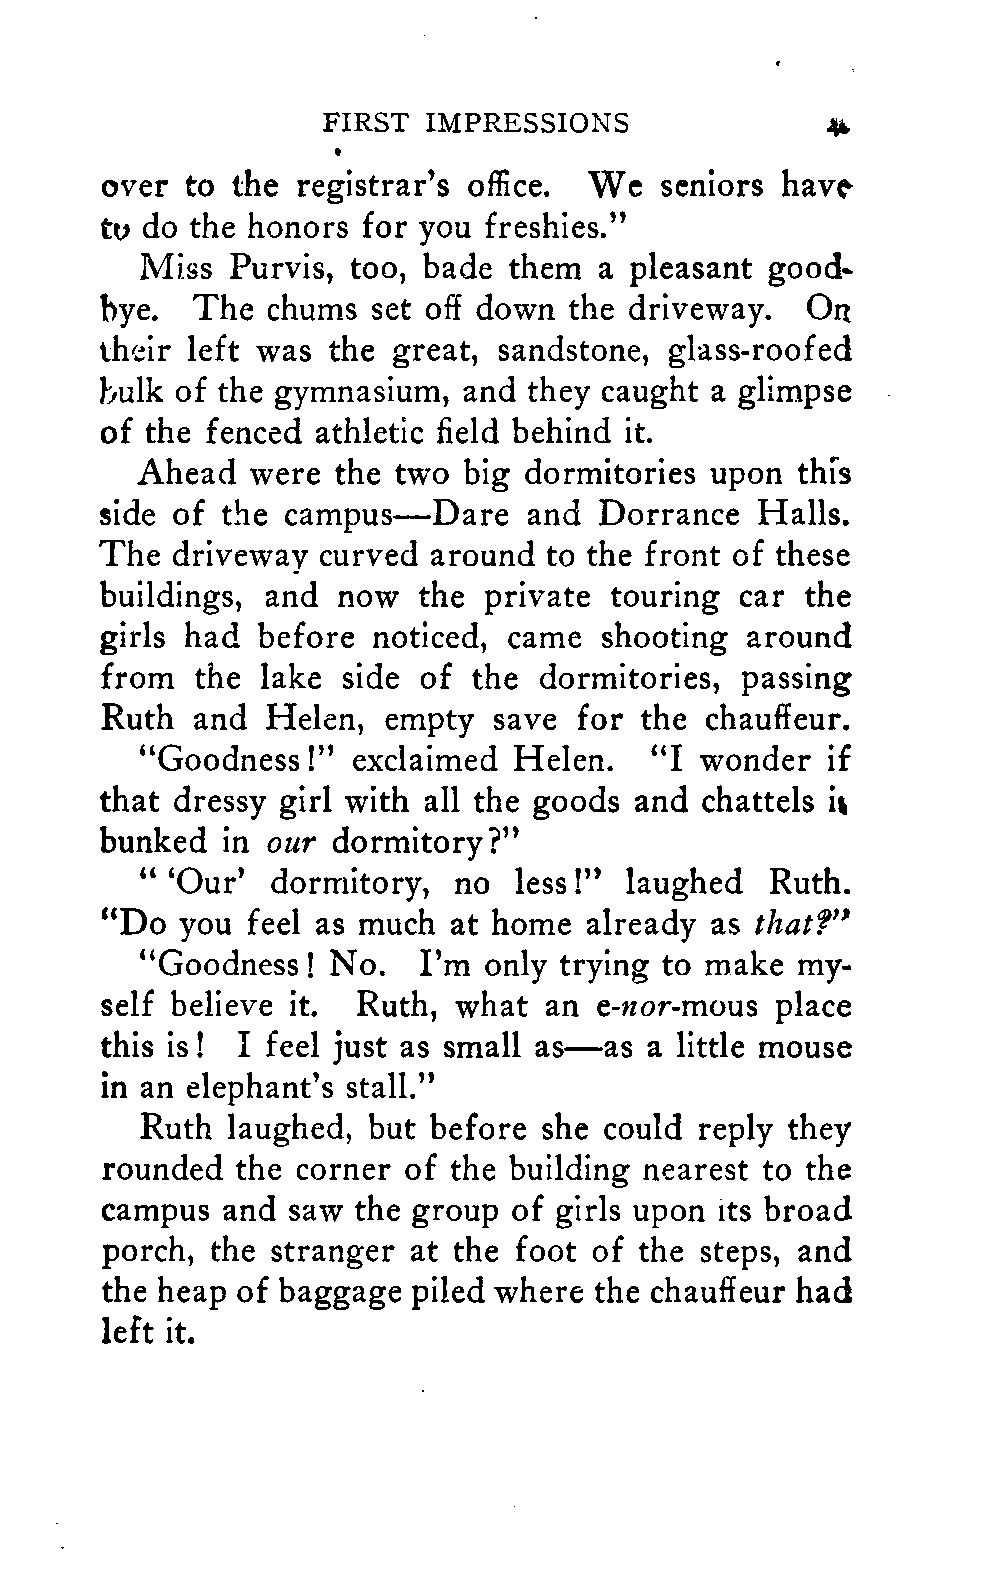 FIRST IMPRESSIONS
over to the registrar's office. We seniors have
to do the honors for you freshies."
Miss Purvis, too, bade them a pleasant good-
bye. The chums set off down the driveway. On
their left was the great, sandstone, glass-roofed
bulk of the gymnasium, and they caught a glimpse
of the fenced athletic field behind it.
Ahead were the two big dormitories upon this
side of the campus—Dare and Dorrance Halls.
The driveway curved around to the front of these
buildings, and now the private touring car the
girls had before noticed, came shooting around
from the lake side of the dormitories, passing
Ruth and Helen, empty save for the chauffeur.
"Goodness!" exclaimed Helen. "I wonder if
that dressy girl with all the goods and chattels is
bunked in our dormitory?"
" 'Our' dormitory, no less!" laughed Ruth.
"Do you feel as much at home already as that?"
"Goodness! No. I'm only trying to make my-
self believe it. Ruth, what an e-nor-mous place
this is! I feel just as small as—as a little mouse
in an elephant's stall."
Ruth laughed, but before she could reply they
rounded the corner of the building nearest to the
campus and saw the group of girls upon its broad
porch, the stranger at the foot of the steps, and
the heap of baggage piled where the chauffeur had
left it.